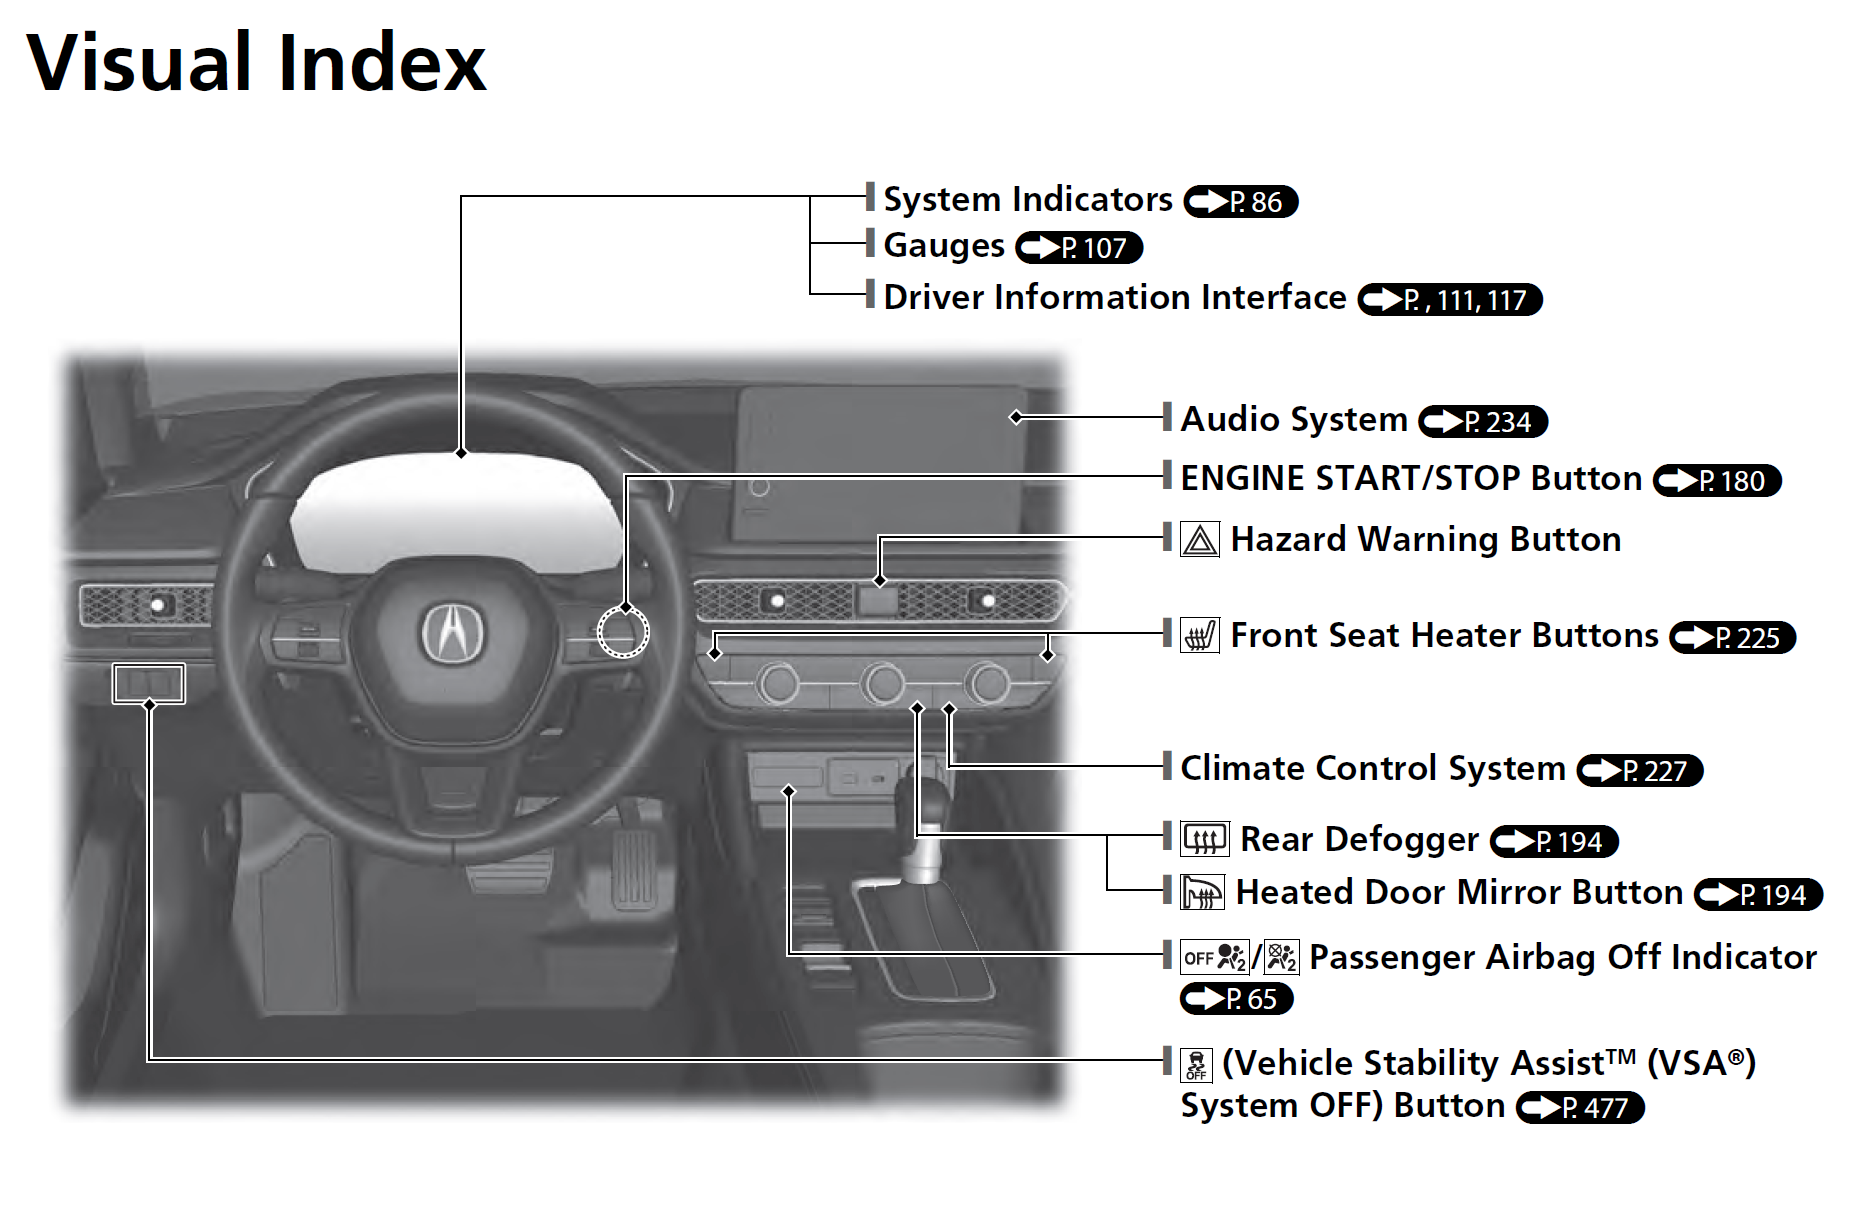 Visual Index
System Indicators P. 86
Gauges P. 107
Driver Information Interface P. , 111, 117
Audio System P. 234
ENGINE START/STOP Button P. 180
Hazard Warning Button
Front Seat Heater Buttons P. 225
Climate Control System P. 227
Rear Defogger P. 194
Heated Door Mirror Button P. 194
OFF 2 / 2 Passenger Airbag Off Indicator
P. 65
OFF (Vehicle Stability Assist™ (VSA®)
System OFF) Button P. 477